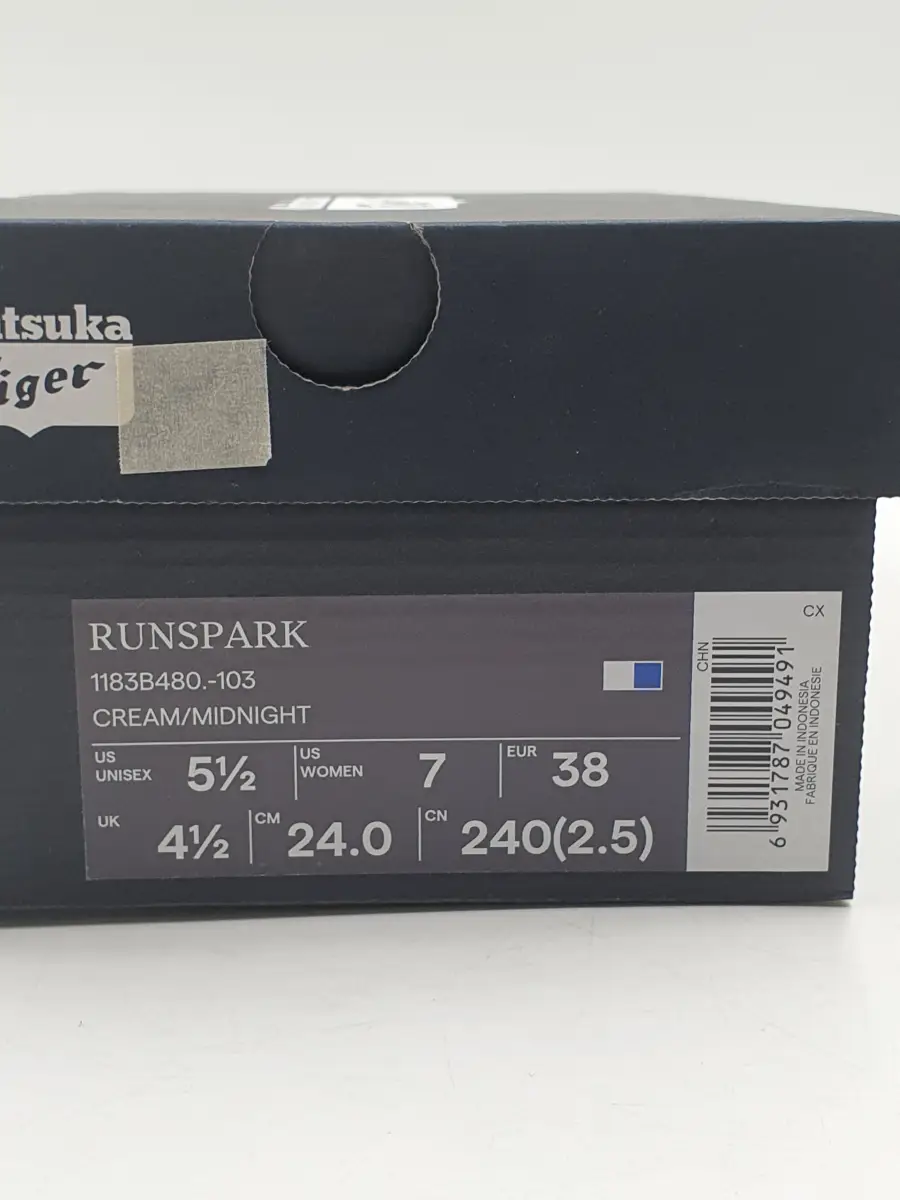 tsuka
iger
RUNSPARK
1183B480.-103
CREAM/MIDNIGHT
US UNISEX 5½
US WOMEN 7
EUR 38
UK 4½
CM 24.0
CN 240(2.5)
CX
CHN
6 931787 049491
MADE IN INDONESIA
FABRIQUE EN INDONESIE